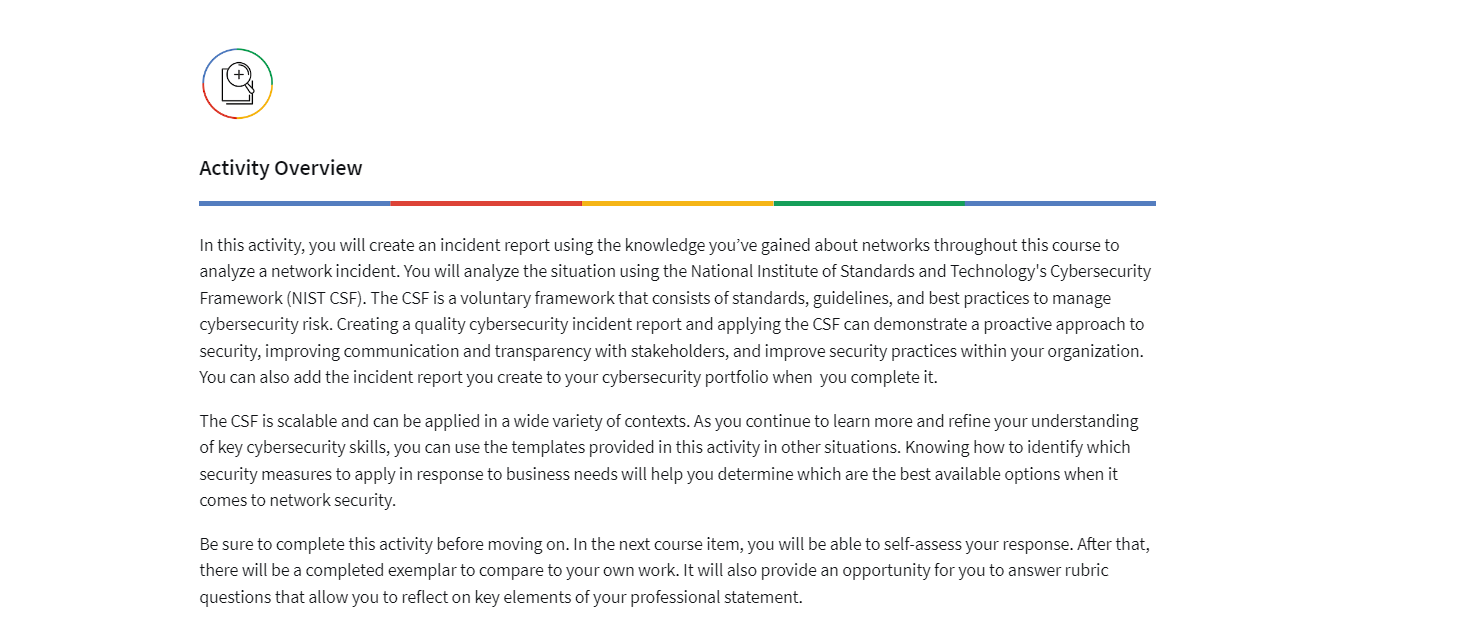 Activity Overview
In this activity, you will create an incident report using the knowledge you’ve gained about networks throughout this course to
analyze a network incident. You will analyze the situation using the National Institute of Standards and Technology's Cybersecurity
Framework (NIST CSF). The CSF is a voluntary framework that consists of standards, guidelines, and best practices to manage
cybersecurity risk. Creating a quality cybersecurity incident report and applying the CSF can demonstrate a proactive approach to
security, improving communication and transparency with stakeholders, and improve security practices within your organization.
You can also add the incident report you create to your cybersecurity portfolio when  you complete it.
The CSF is scalable and can be applied in a wide variety of contexts. As you continue to learn more and refine your understanding
of key cybersecurity skills, you can use the templates provided in this activity in other situations. Knowing how to identify which
security measures to apply in response to business needs will help you determine which are the best available options when it
comes to network security.
Be sure to complete this activity before moving on. In the next course item, you will be able to self-assess your response. After that,
there will be a completed exemplar to compare to your own work. It will also provide an opportunity for you to answer rubric
questions that allow you to reflect on key elements of your professional statement.